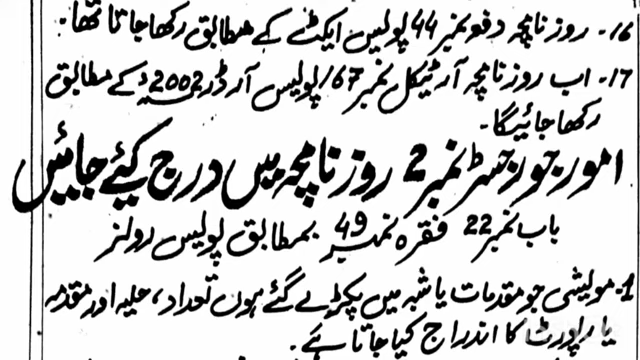 16- روزنامچہ دفعہ نمبر 44 پولیس ایکٹ کے مطابق رکھا جاتا تھا۔
17- اب روزنامچہ آرٹیکل نمبر 167/پولیس آرڈر 2002ء کے مطابق
رکھا جائیگا۔
امور جو رجسٹر نمبر 2 روزنامچہ میں درج کیئے جائیں
باب نمبر 22 فقرہ نمبر 49 بمطابق پولیس رولز
1- مولیشی جو مقدمات یا شبہ میں پکڑے گئے ہوں تعداد، حلیہ اور مقدمہ
یا رپورٹ کا اندراج کیا جاتا ہے۔